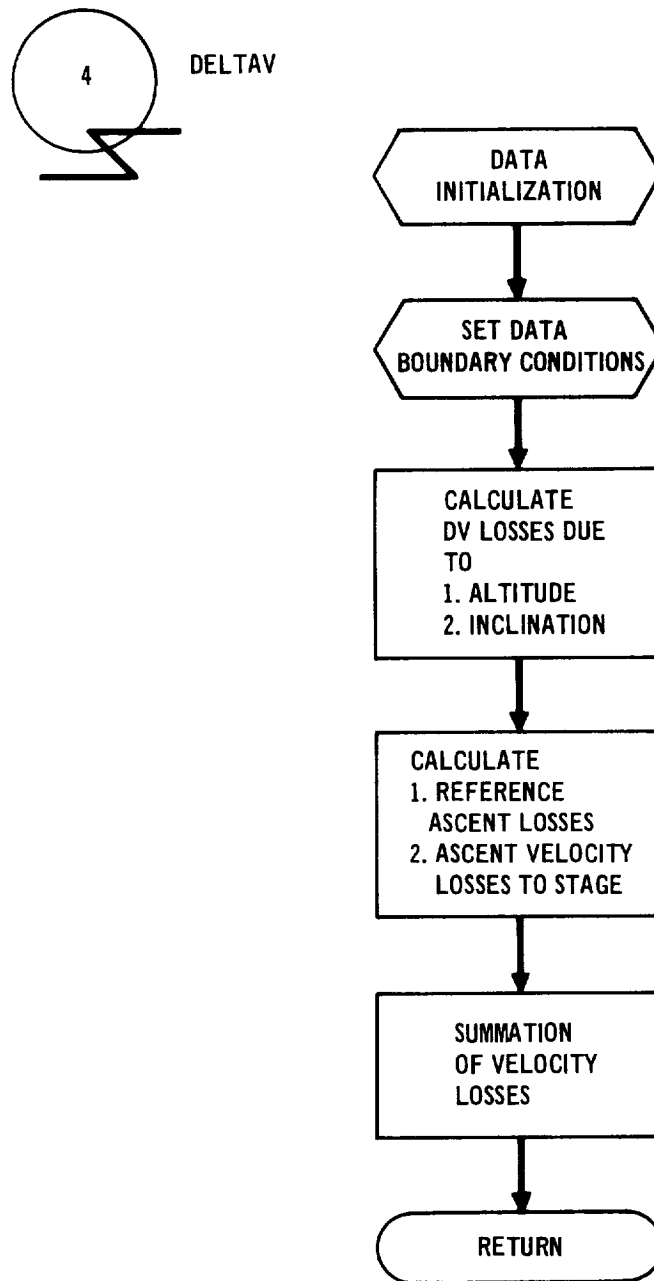 4
DELTAV
DATA
INITIALIZATION
SET DATA
BOUNDARY CONDITIONS
CALCULATE
DV LOSSES DUE
TO
1. ALTITUDE
2. INCLINATION
CALCULATE
1. REFERENCE
ASCENT LOSSES
2. ASCENT VELOCITY
LOSSES TO STAGE
SUMMATION
OF VELOCITY
LOSSES
RETURN